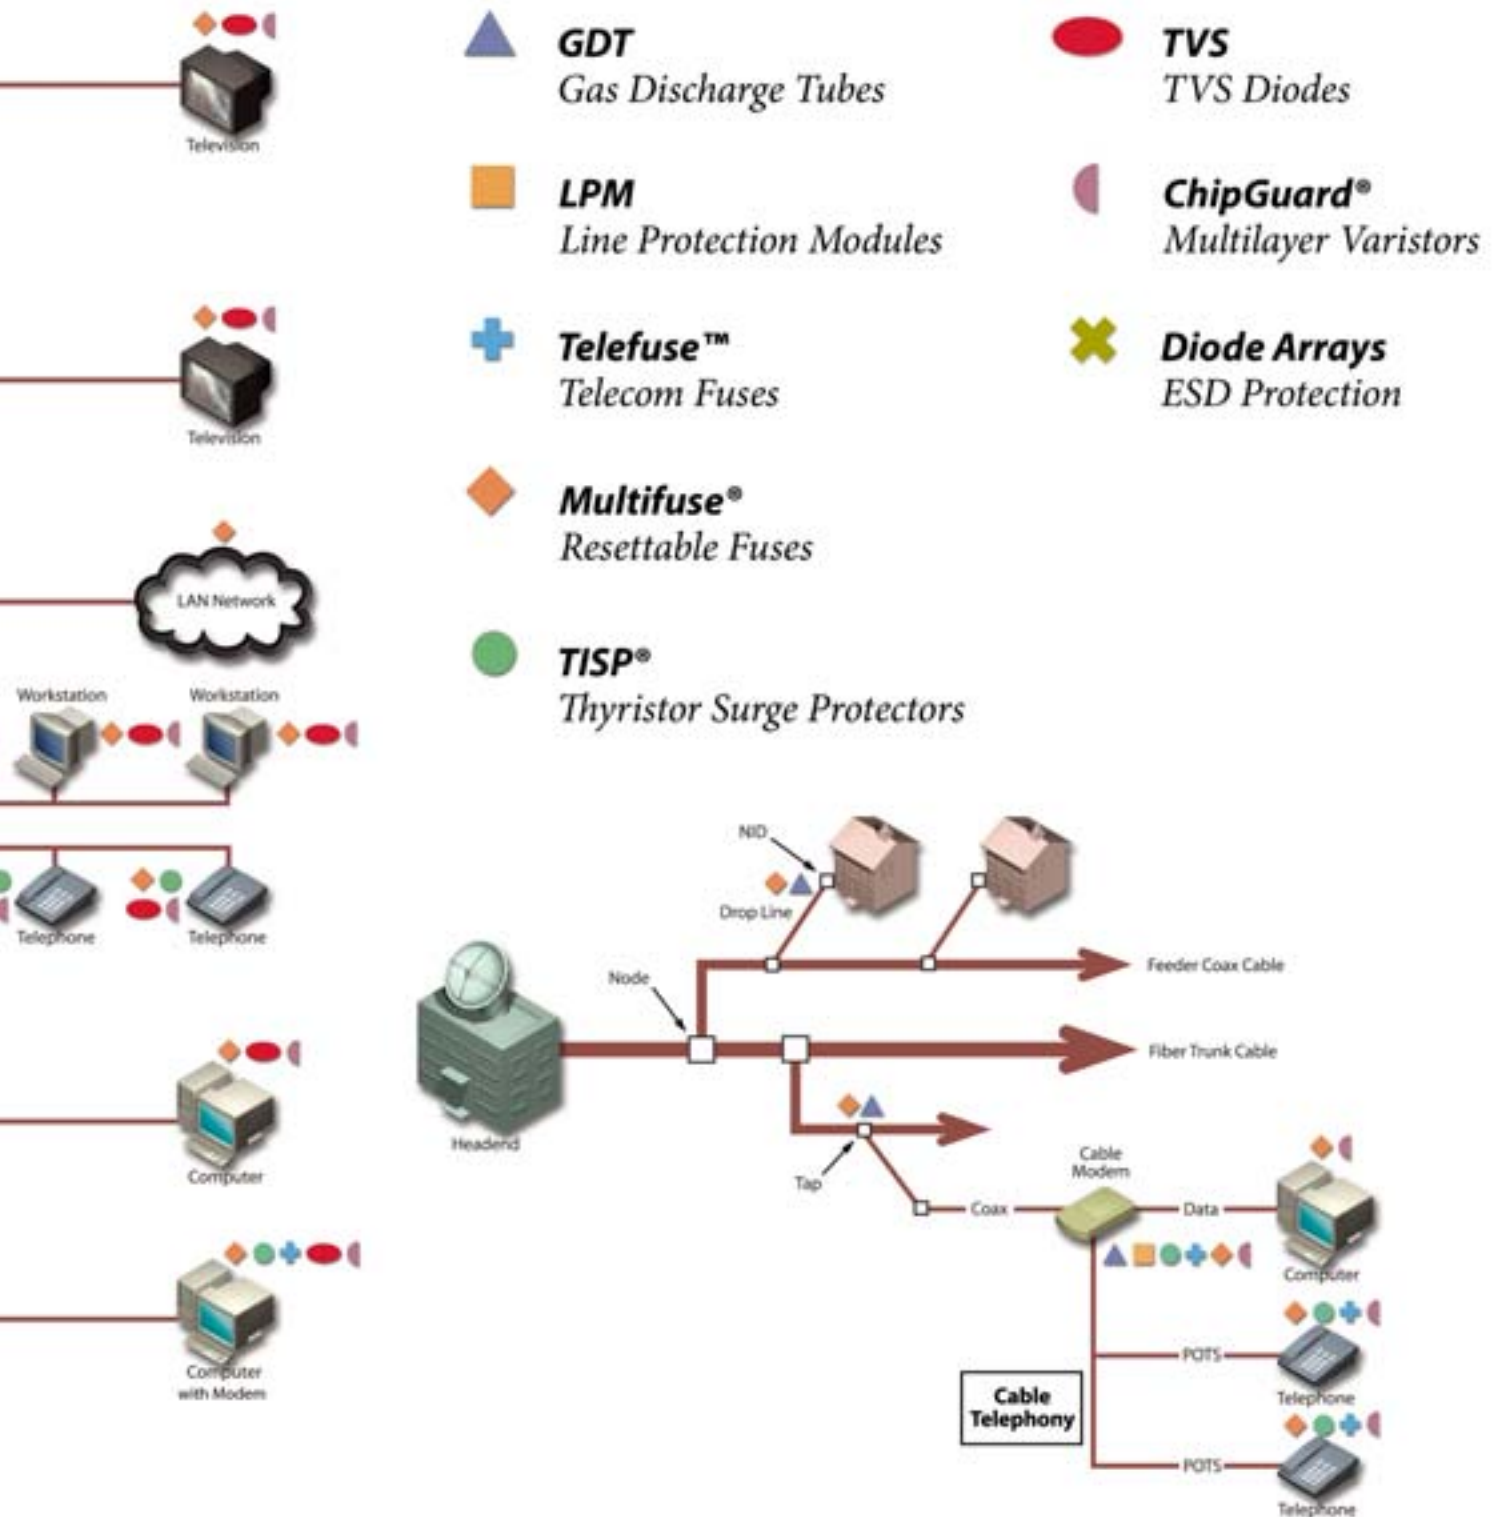 GDT
Gas Discharge Tubes
LPM
Line Protection Modules
Telefuse™
Telecom Fuses
Multifuse®
Resettable Fuses
TISP®
Thyristor Surge Protectors
TVS
TVS Diodes
ChipGuard®
Multilayer Varistors
Diode Arrays
ESD Protection
Television
Television
LAN Network
Workstation
Workstation
Telephone
Telephone
Computer
Computer
with Modem
NID
Drop Line
Node
Feeder Coax Cable
Fiber Trunk Cable
Headend
Tap
Coax
Cable
Modem
Data
Computer
POTS
Telephone
Cable
Telephony
POTS
Telephone